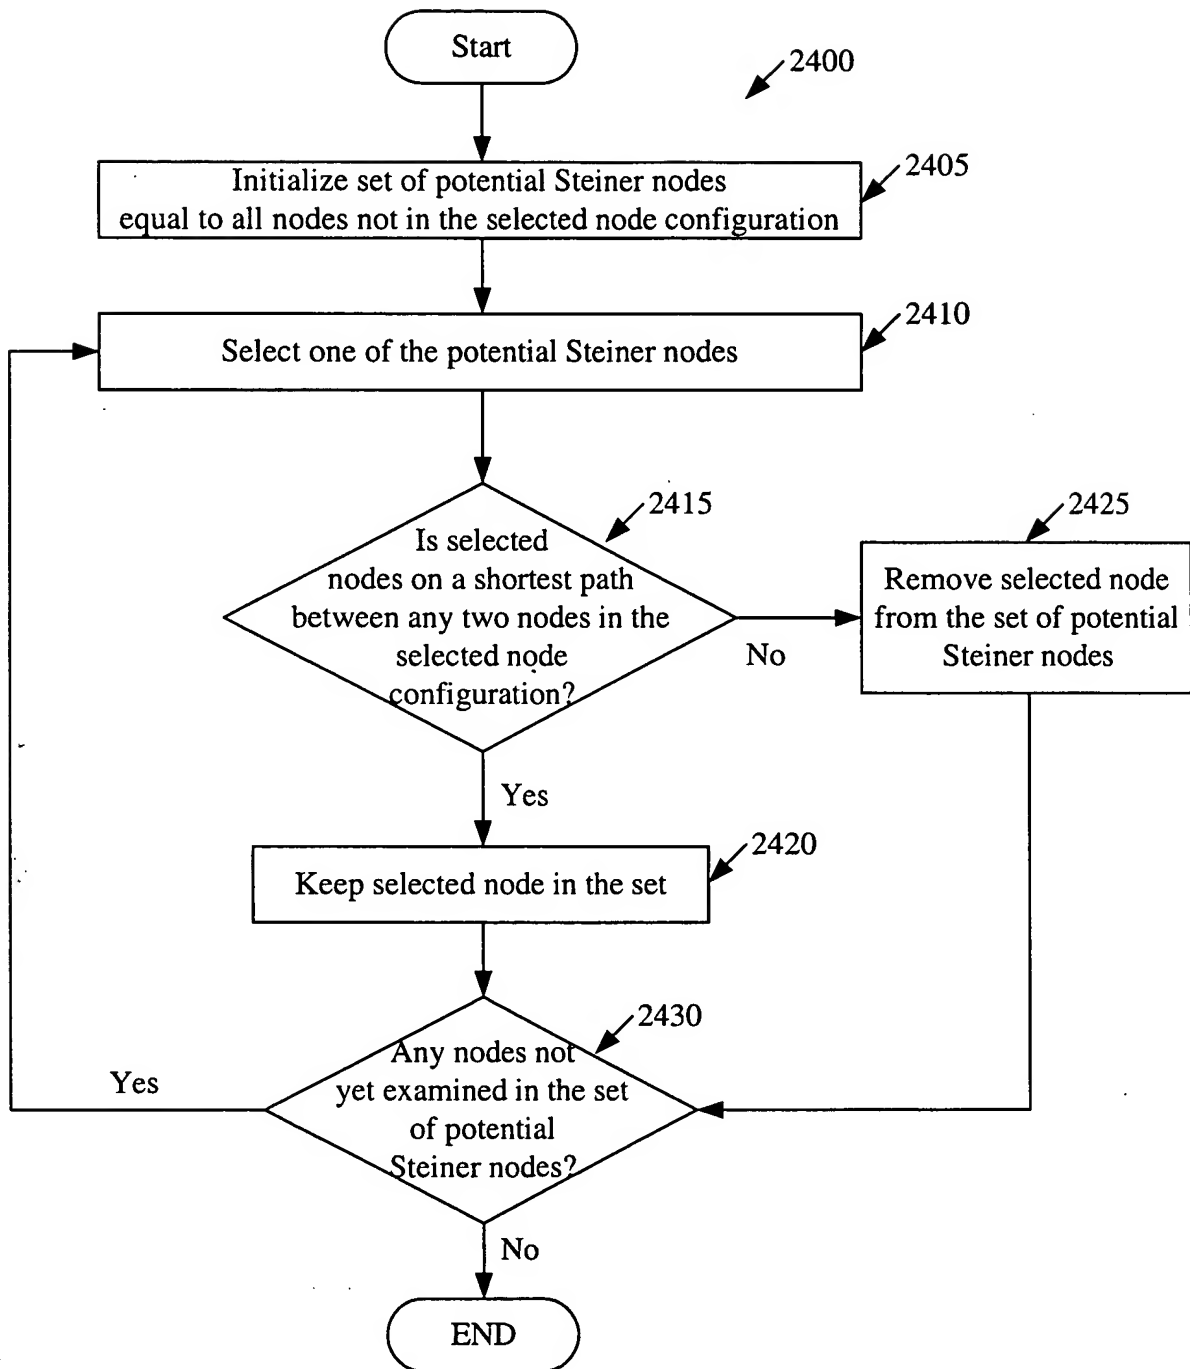 Start
2400
2405
Initialize set of potential Steiner nodes
equal to all nodes not in the selected node configuration
2410
Select one of the potential Steiner nodes
2415
Is selected
nodes on a shortest path
between any two nodes in the
selected node
configuration?
No
2425
Remove selected node
from the set of potential
Steiner nodes
Yes
2420
Keep selected node in the set
2430
Any nodes not
yet examined in the set
of potential
Steiner nodes?
Yes
No
END